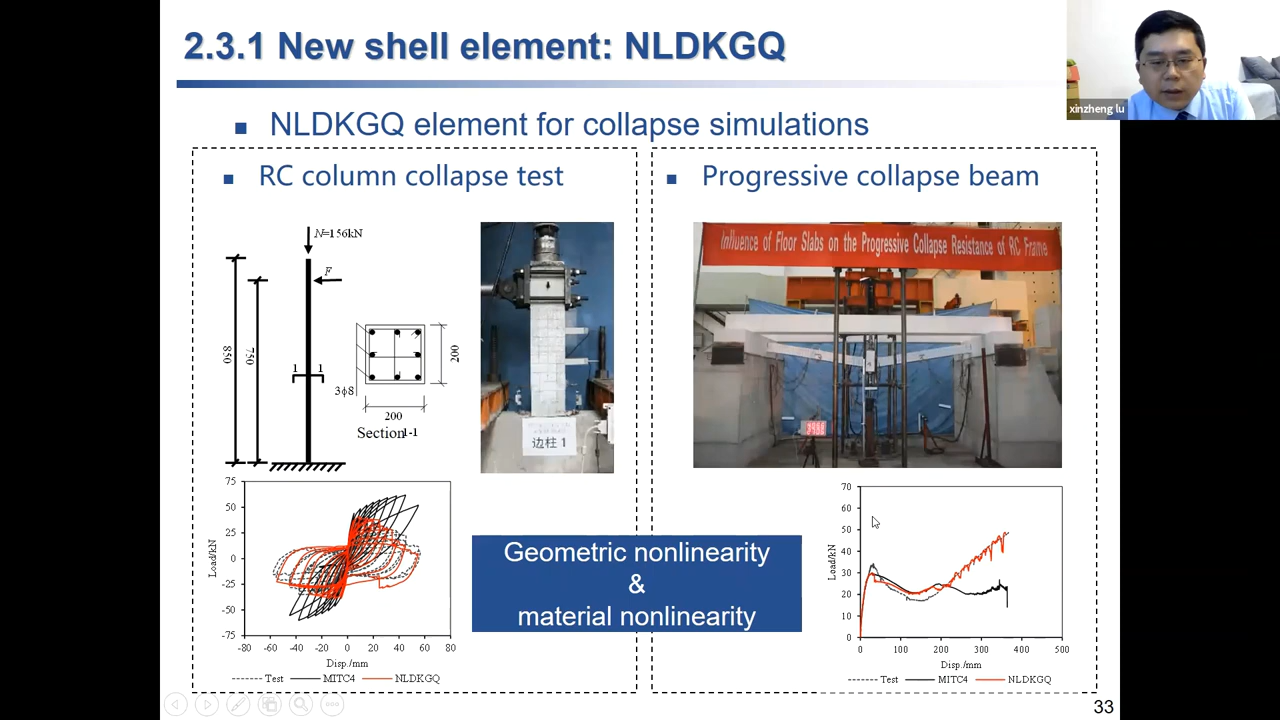 2.3.1 New shell element: NLDKGQ
xinzheng lu
NLDKGQ element for collapse simulations
RC column collapse test
N=156kN
F
850
750
1 1
3ϕ8
200
200
Section1-1
边柱 1
75
50
25
0
-25
-50
-75
Load/kN
-80 -60 -40 -20 0 20 40 60 80
Disp./mm
Test MITC4 NLDKGQ
Progressive collapse beam
Influence of Floor Slabs on the Progressive Collapse Resistance of RC Frame
Geometric nonlinearity
&
material nonlinearity
70
60
50
40
30
20
10
0
Load/kN
0 100 200 300 400 500
Disp./mm
Test MITC4 NLDKGQ
33